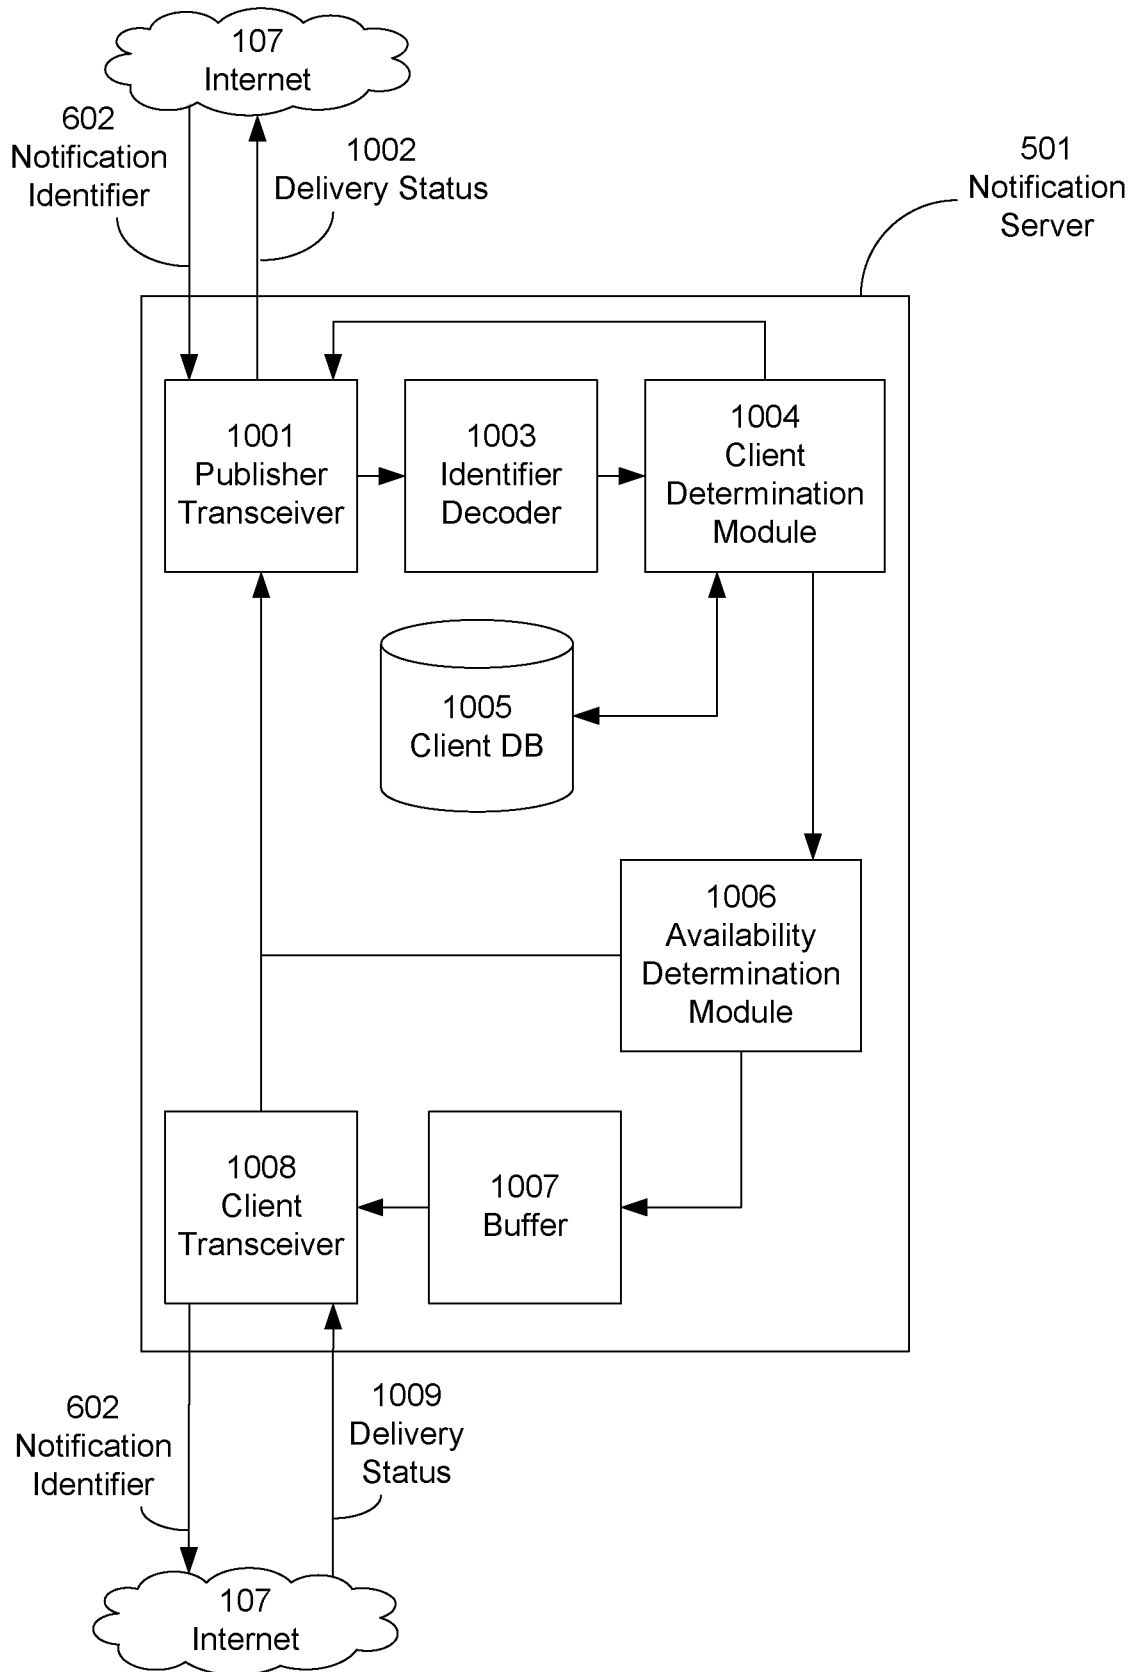 107
Internet
602
Notification
Identifier
1002
Delivery Status
501
Notification
Server
1001
Publisher
Transceiver
1003
Identifier
Decoder
1004
Client
Determination
Module
1005
Client DB
1006
Availability
Determination
Module
1008
Client
Transceiver
1007
Buffer
602
Notification
Identifier
1009
Delivery
Status
107
Internet